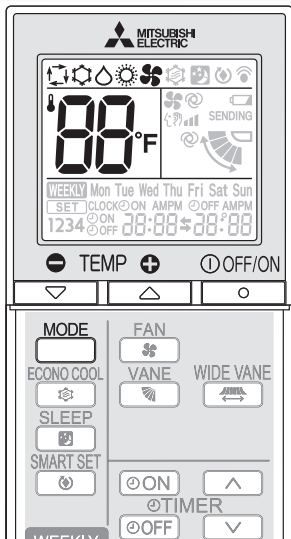 MITSUBISHI
ELECTRIC
88°F
SENDING
WEEKLY Mon Tue Wed Thu Fri Sat Sun
SET CLOCK ON AMPM OFF AMPM
1234 ON OFF 88:88 88:88
TEMP OFF/ON
MODE FAN
ECONO COOL VANE WIDE VANE
SLEEP
SMART SET
ON
TIMER
OFF
WEEKLY